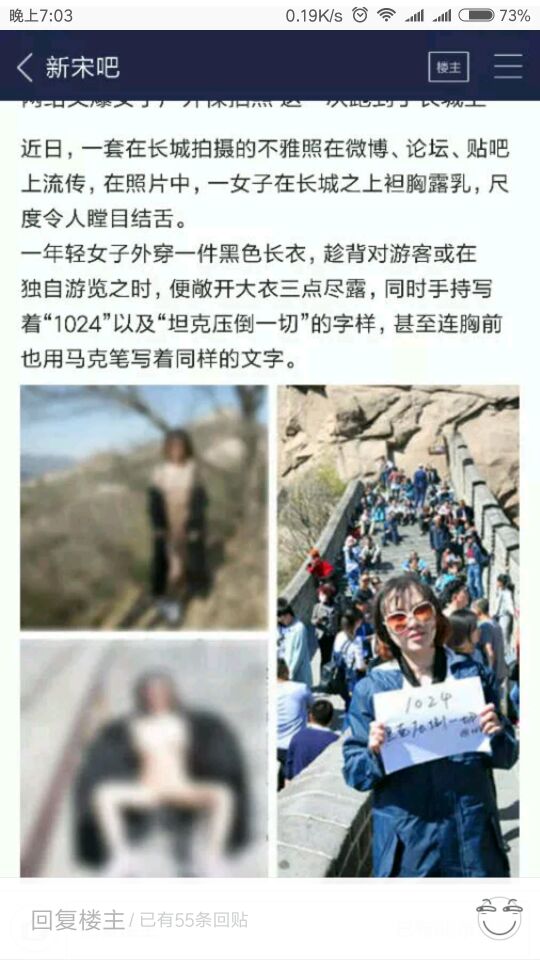 晚上7:03
0.19K/s
73%
新宋吧
楼主
近日，一套在长城拍摄的不雅照在微博、论坛、贴吧
上流传，在照片中，一女子在长城之上袒胸露乳，尺
度令人瞠目结舌。
一年轻女子外穿一件黑色长衣，趁背对游客或在
独自游览之时，便敞开大衣三点尽露，同时手持写
着“1024”以及“坦克压倒一切”的字样，甚至连胸前
也用马克笔写着同样的文字。
1024
压倒一切
回复楼主 / 已有55条回贴